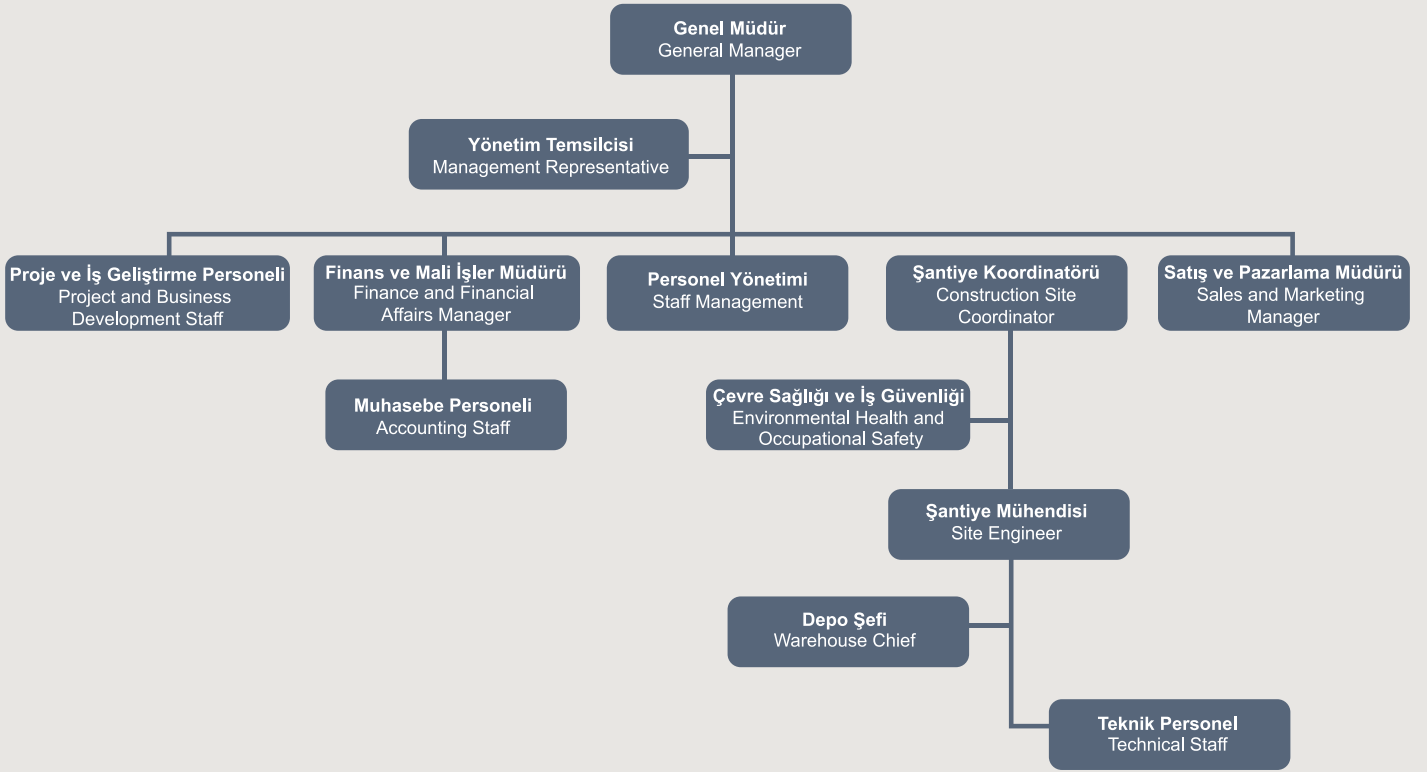 Genel Müdür
General Manager
Yönetim Temsilcisi
Management Representative
Proje ve İş Geliştirme Personeli
Project and Business
Development Staff
Finans ve Mali İşler Müdürü
Finance and Financial
Affairs Manager
Personel Yönetimi
Staff Management
Şantiye Koordinatörü
Construction Site
Coordinator
Satış ve Pazarlama Müdürü
Sales and Marketing
Manager
Muhasebe Personeli
Accounting Staff
Çevre Sağlığı ve İş Güvenliği
Environmental Health and
Occupational Safety
Şantiye Mühendisi
Site Engineer
Depo Şefi
Warehouse Chief
Teknik Personel
Technical Staff